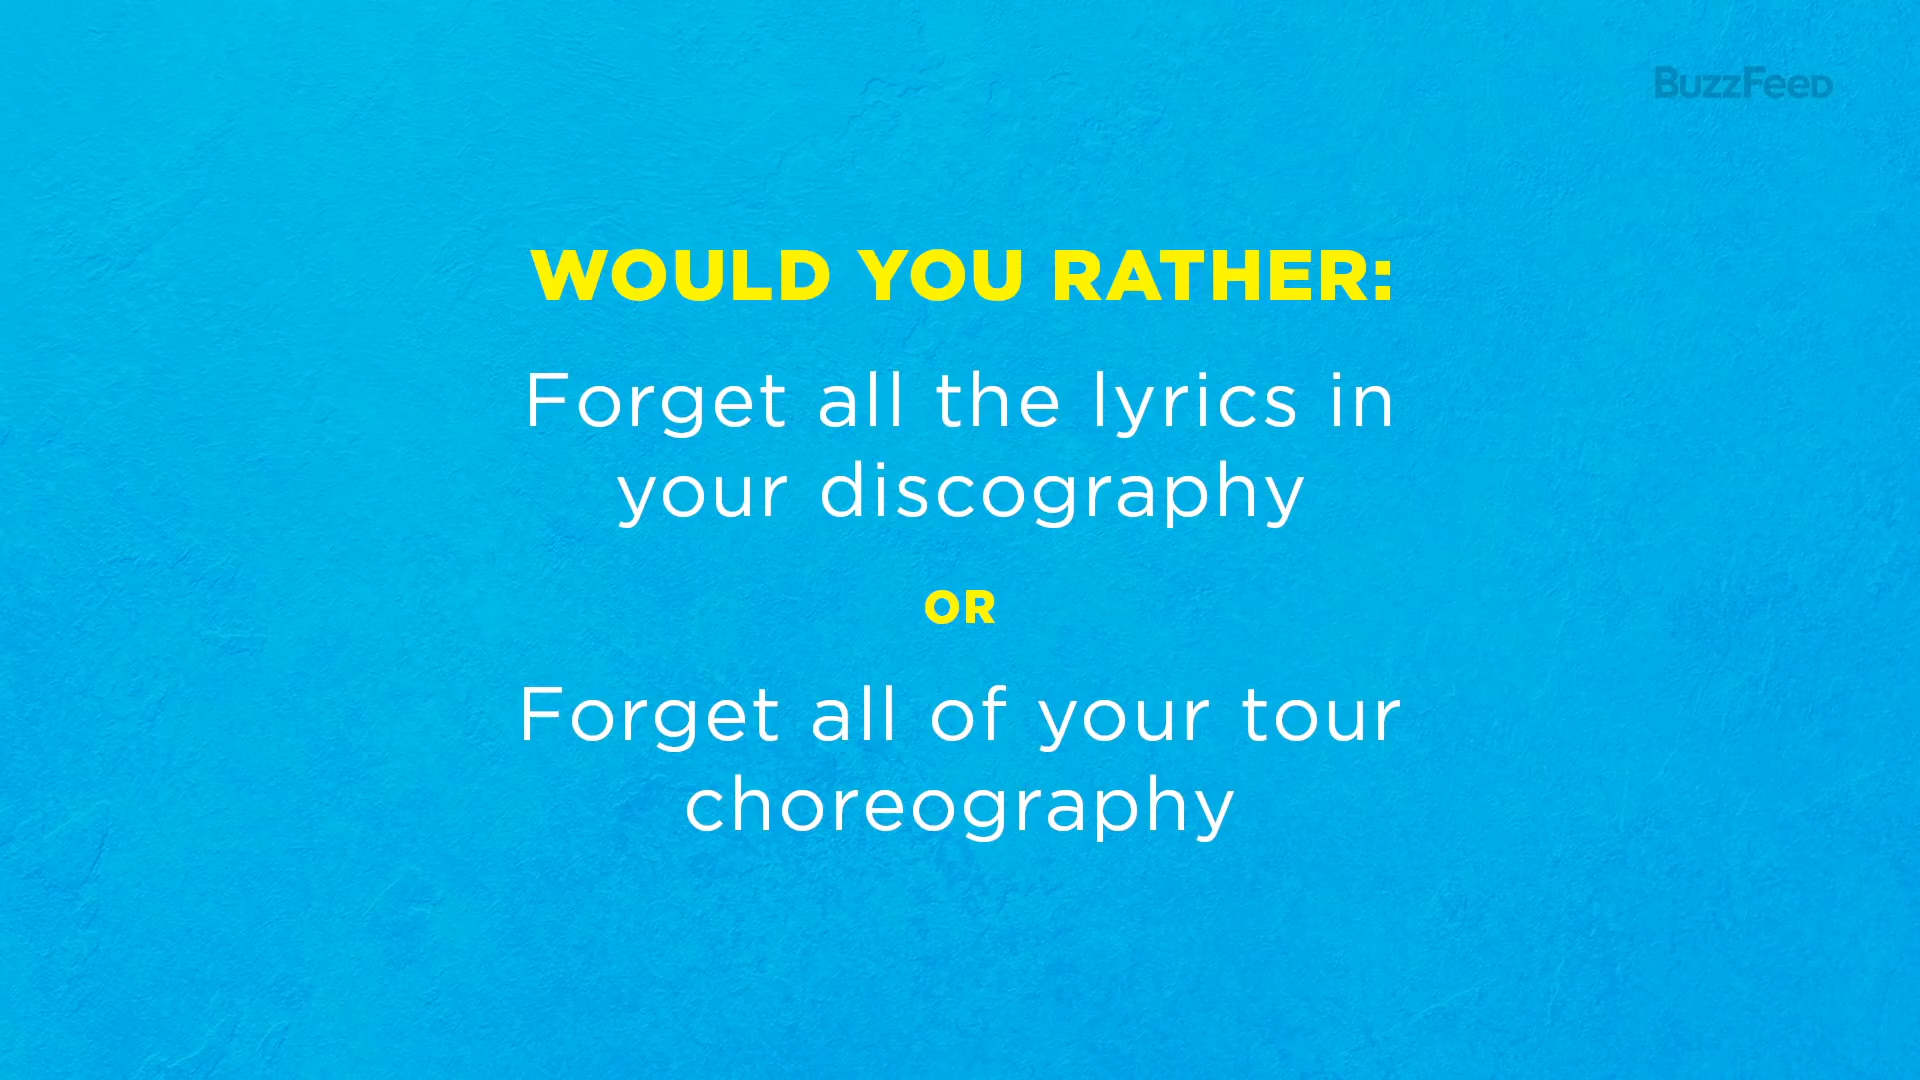 BuzzFeed
WOULD YOU RATHER:
Forget all the lyrics in
your discography
OR
Forget all of your tour
choreography